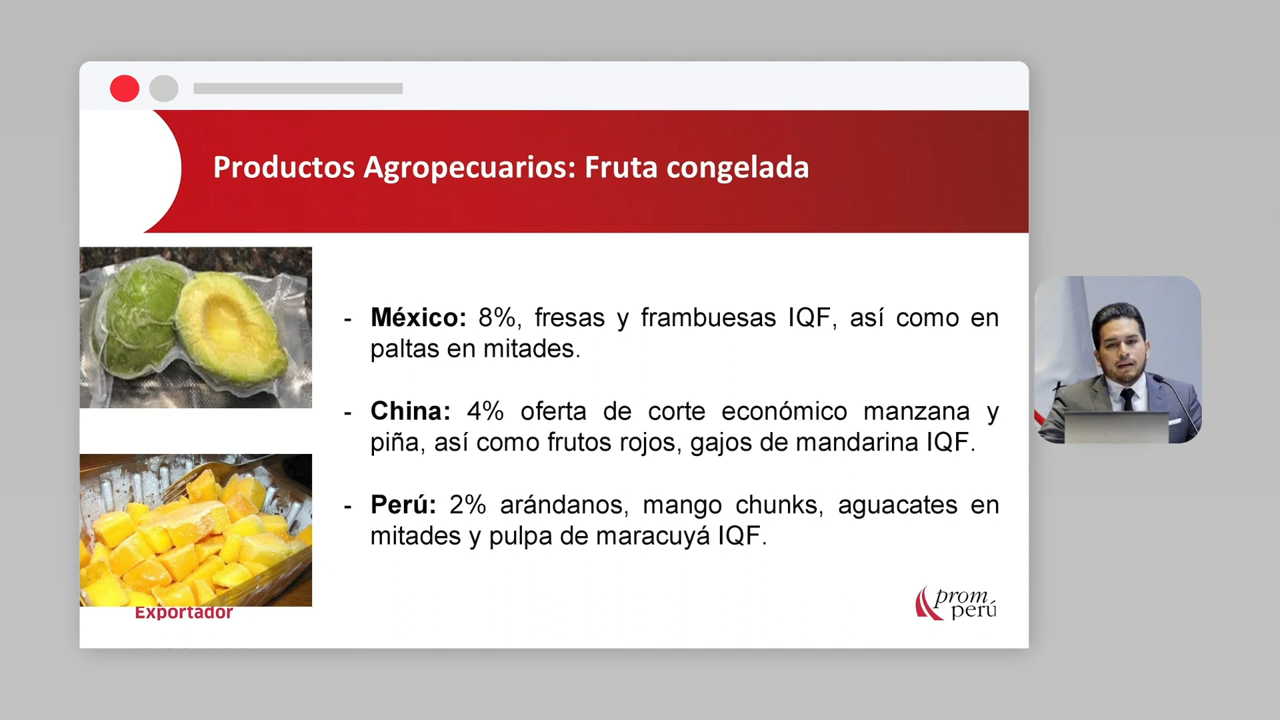 Productos Agropecuarios: Fruta congelada
- México: 8%, fresas y frambuesas IQF, así como en
paltas en mitades.
- China: 4% oferta de corte económico manzana y
piña, así como frutos rojos, gajos de mandarina IQF.
- Perú: 2% arándanos, mango chunks, aguacates en
mitades y pulpa de maracuyá IQF.
Exportador
prom
perú